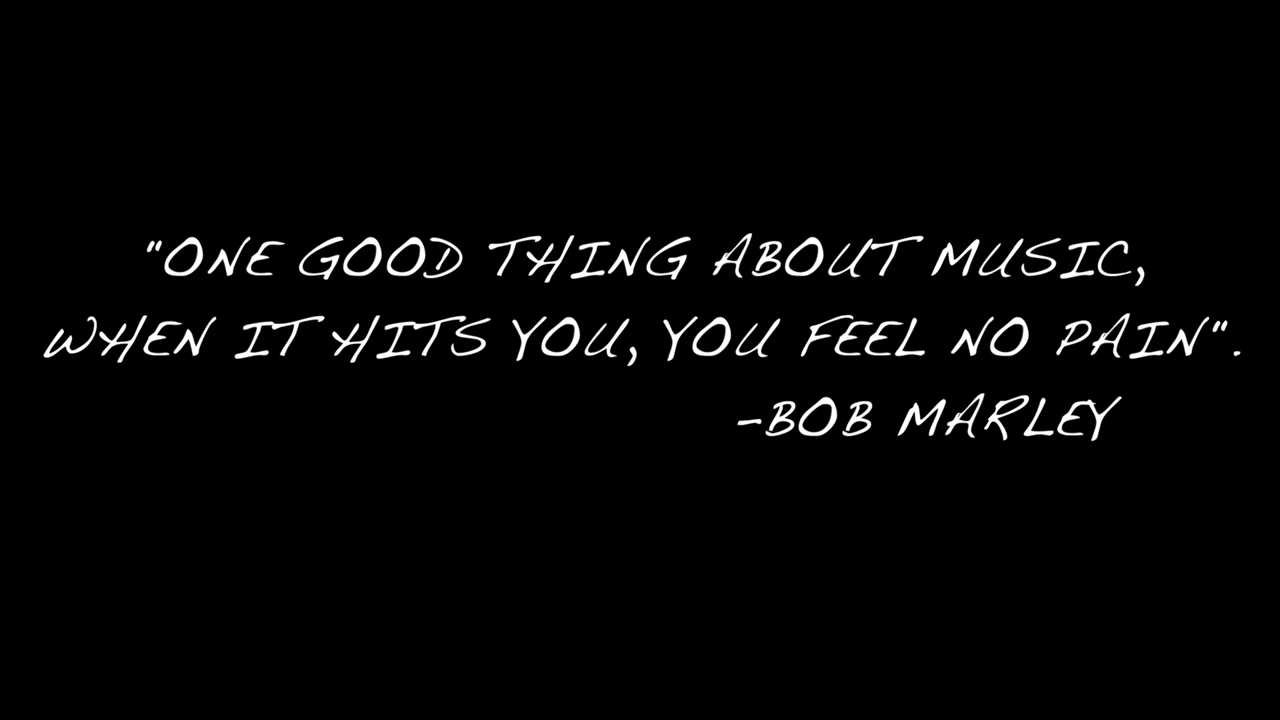 "ONE GOOD THING ABOUT MUSIC,
WHEN IT HITS YOU, YOU FEEL NO PAIN".
-BOB MARLEY